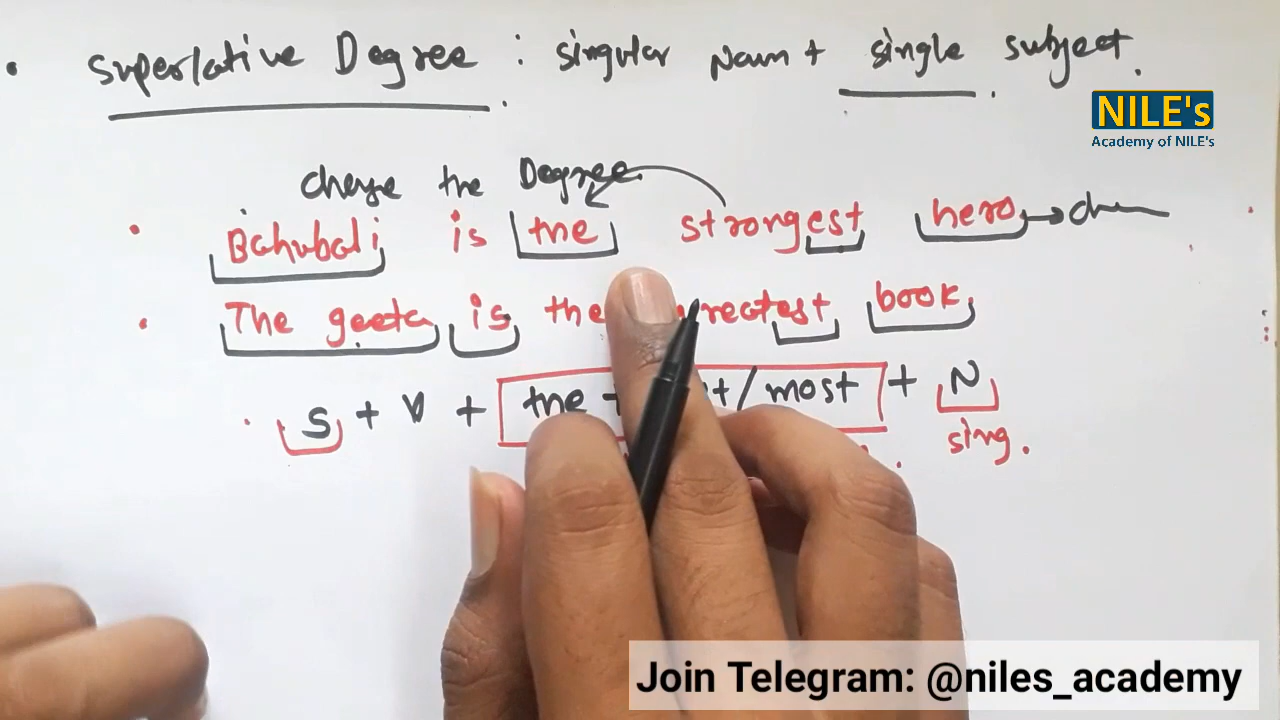 • Superlative Degree : singular Noun + single subject.
NILE's
Academy of NILE's
change the Degree.
• Bahubali is the strongest hero →
• The geeta is the greatest book.
S + V + the + /most + N
sing.
Join Telegram: @niles_academy